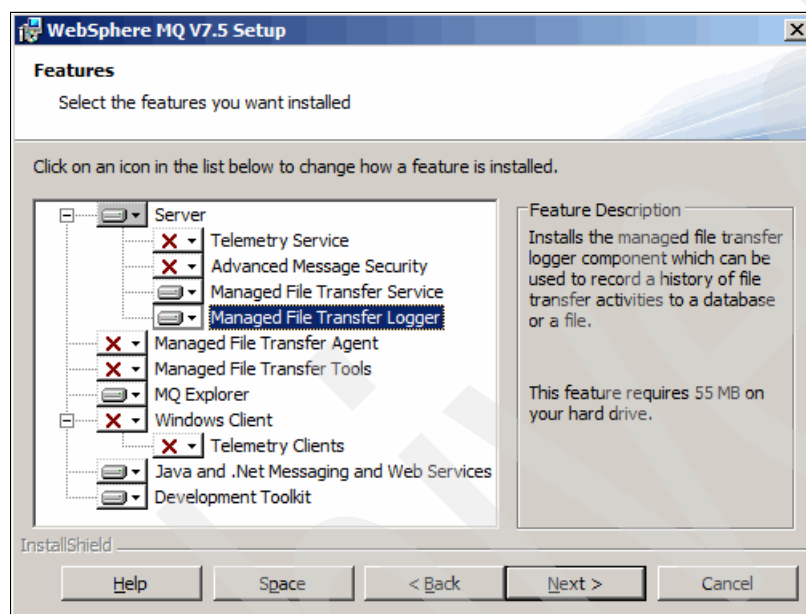 WebSphere MQ V7.5 Setup
Features
Select the features you want installed
Click on an icon in the list below to change how a feature is installed.
Server
Telemetry Service
Advanced Message Security
Managed File Transfer Service
Managed File Transfer Logger
Managed File Transfer Agent
Managed File Transfer Tools
MQ Explorer
Windows Client
Telemetry Clients
Java and .Net Messaging and Web Services
Development Toolkit
Feature Description
Installs the managed file transfer
logger component which can be
used to record a history of file
transfer activities to a database
or a file.
This feature requires 55 MB on
your hard drive.
InstallShield
Help
Space
< Back
Next >
Cancel